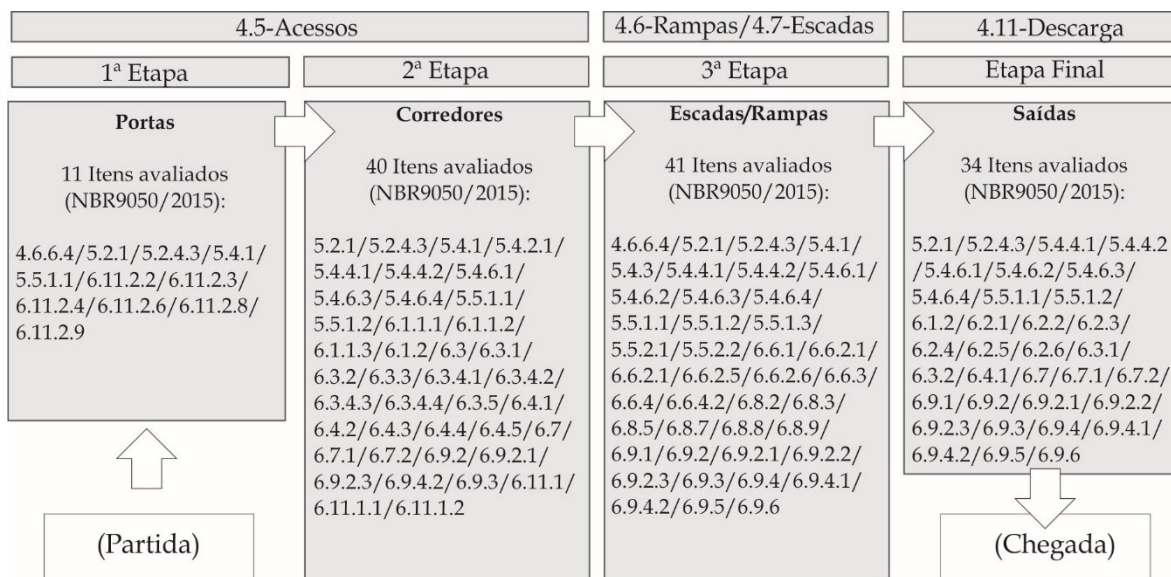 4.5-Acessos
4.6-Rampas/4.7-Escadas
4.11-Descarga
1ª Etapa
2ª Etapa
3ª Etapa
Etapa Final
Portas
11 Itens avaliados
(NBR9050/2015):
4.6.6.4/5.2.1/5.2.4.3/5.4.1/
5.5.1.1/6.11.2.2/6.11.2.3/
6.11.2.4/6.11.2.6/6.11.2.8/
6.11.2.9
Corredores
40 Itens avaliados
(NBR9050/2015):
5.2.1/5.2.4.3/5.4.1/5.4.2.1/
5.4.4.1/5.4.4.2/5.4.6.1/
5.4.6.3/5.4.6.4/5.5.1.1/
5.5.1.2/6.1.1.1/6.1.1.2/
6.1.1.3/6.1.2/6.3/6.3.1/
6.3.2/6.3.3/6.3.4.1/6.3.4.2/
6.3.4.3/6.3.4.4/6.3.5/6.4.1/
6.4.2/6.4.3/6.4.4/6.4.5/6.7/
6.7.1/6.7.2/6.9.2/6.9.2.1/
6.9.2.3/6.9.4.2/6.9.3/6.11.1/
6.11.1.1/6.11.1.2
Escadas/Rampas
41 Itens avaliados
(NBR9050/2015):
4.6.6.4/5.2.1/5.2.4.3/5.4.1/
5.4.3/5.4.4.1/5.4.4.2/5.4.6.1/
5.4.6.2/5.4.6.3/5.4.6.4/
5.5.1.1/5.5.1.2/5.5.1.3/
5.5.2.1/5.5.2.2/6.6.1/6.6.2.1/
6.6.2.1/6.6.2.5/6.6.2.6/6.6.3/
6.6.4/6.6.4.2/6.8.2/6.8.3/
6.8.5/6.8.7/6.8.8/6.8.9/
6.9.1/6.9.2/6.9.2.1/6.9.2.2/
6.9.2.3/6.9.3/6.9.4/6.9.4.1/
6.9.4.2/6.9.5/6.9.6
Saídas
34 Itens avaliados
(NBR9050/2015):
5.2.1/5.2.4.3/5.4.4.1/5.4.4.2
/5.4.6.1/5.4.6.2/5.4.6.3/
5.4.6.4/5.5.1.1/5.5.1.2/
6.1.2/6.2.1/6.2.2/6.2.3/
6.2.4/6.2.5/6.2.6/6.3.1/
6.3.2/6.4.1/6.7/6.7.1/6.7.2/
6.9.1/6.9.2/6.9.2.1/6.9.2.2/
6.9.2.3/6.9.3/6.9.4/6.9.4.1/
6.9.4.2/6.9.5/6.9.6
(Partida)
(Chegada)